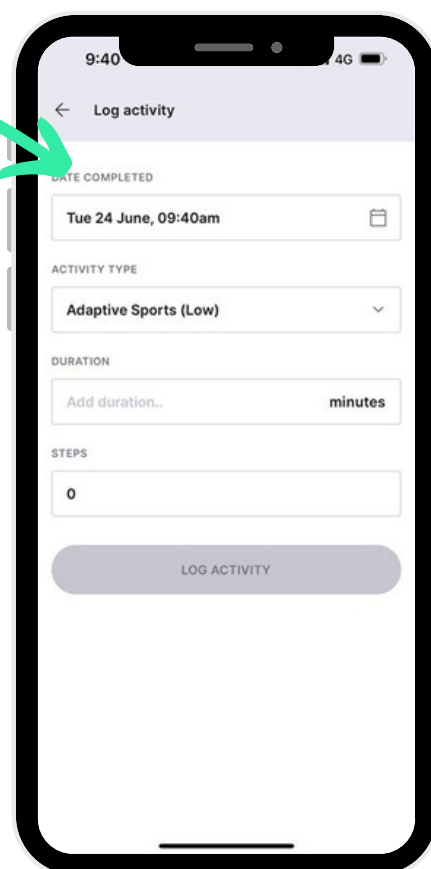 9:40
4G
Log activity
DATE COMPLETED
Tue 24 June, 09:40am
ACTIVITY TYPE
Adaptive Sports (Low)
DURATION
Add duration.. minutes
STEPS
0
LOG ACTIVITY